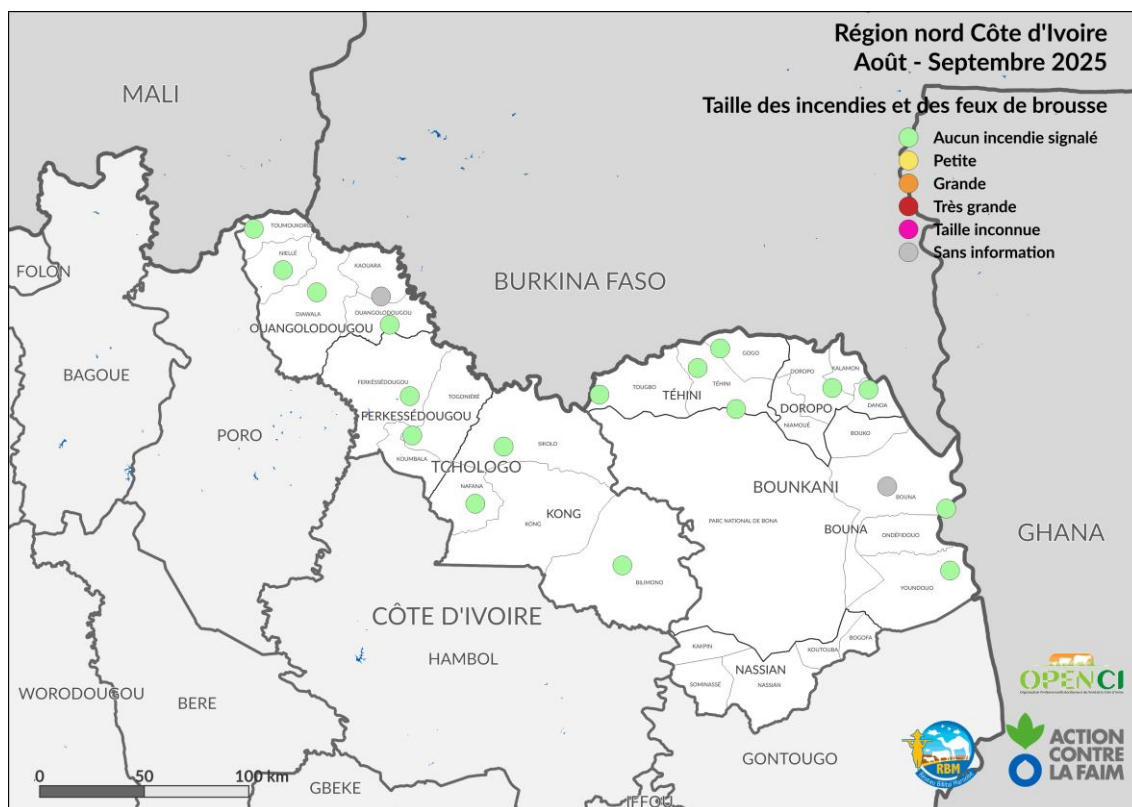 Région nord Côte d'Ivoire
Août - Septembre 2025
Taille des incendies et des feux de brousse
Aucun incendie signalé
Petite
Grande
Très grande
Taille inconnue
Sans information
MALI
BURKINA FASO
GHANA
CÔTE D'IVOIRE
FOLON
BAGOUE
PORO
WORODOUGOU
BERE
HAMBOL
GBEKE
IFFOU
GONTOUGO
TOUMOUKORO
NIELLÉ
KAOUARA
DIAWALA
OUANGOLODOUGOU
OUANGOLODOUGOU
FERKÉSSÉDOUGOU
TOGONIÉRÉ
FERKESSÉDOUGOU
KOUMBALA
TCHOLOGO
SIKOLO
NAFANA
KONG
KONG
BILIMONO
TOUGBO
TÉHINI
TÉHINI
GOGO
DOROPO
KALAMON
DOROPO
DANOA
NIAMOUÉ
BOUKO
BOUNKANI
BOUNA
PARC NATIONAL DE BONA
BOUNA
ONDÉFIDOUO
YOUNDOUO
KAKPIN
KOUTOUBA
BOGOFA
NASSIAN
SOMINASSÉ
NASSIAN
0 50 100 km
OPEN CI
RBM
ACTION
CONTRE
LA FAIM